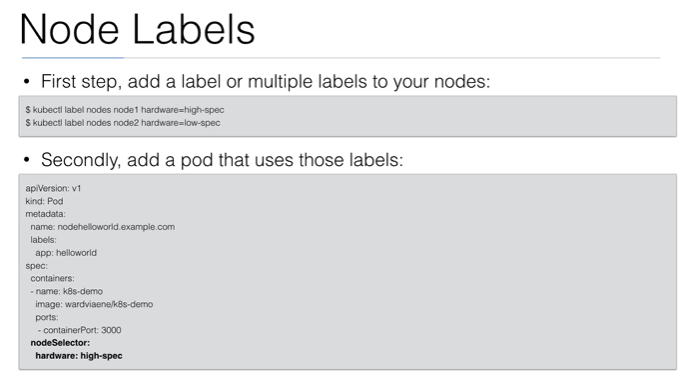 Node Labels
• First step, add a label or multiple labels to your nodes:
$ kubectl label nodes node1 hardware=high-spec
$ kubectl label nodes node2 hardware=low-spec
• Secondly, add a pod that uses those labels:
apiVersion: v1
kind: Pod
metadata:
  name: nodehelloworld.example.com
  labels:
    app: helloworld
spec:
  containers:
  - name: k8s-demo
    image: wardviaene/k8s-demo
    ports:
    - containerPort: 3000
  nodeSelector:
    hardware: high-spec